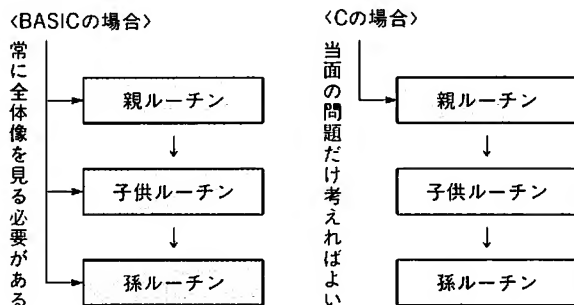 〈BASICの場合〉
常に全体像を見る必要がある
親ルーチン
↓
子供ルーチン
↓
孫ルーチン
〈Cの場合〉
当面の問題だけ考えればよい
親ルーチン
↓
子供ルーチン
↓
孫ルーチン